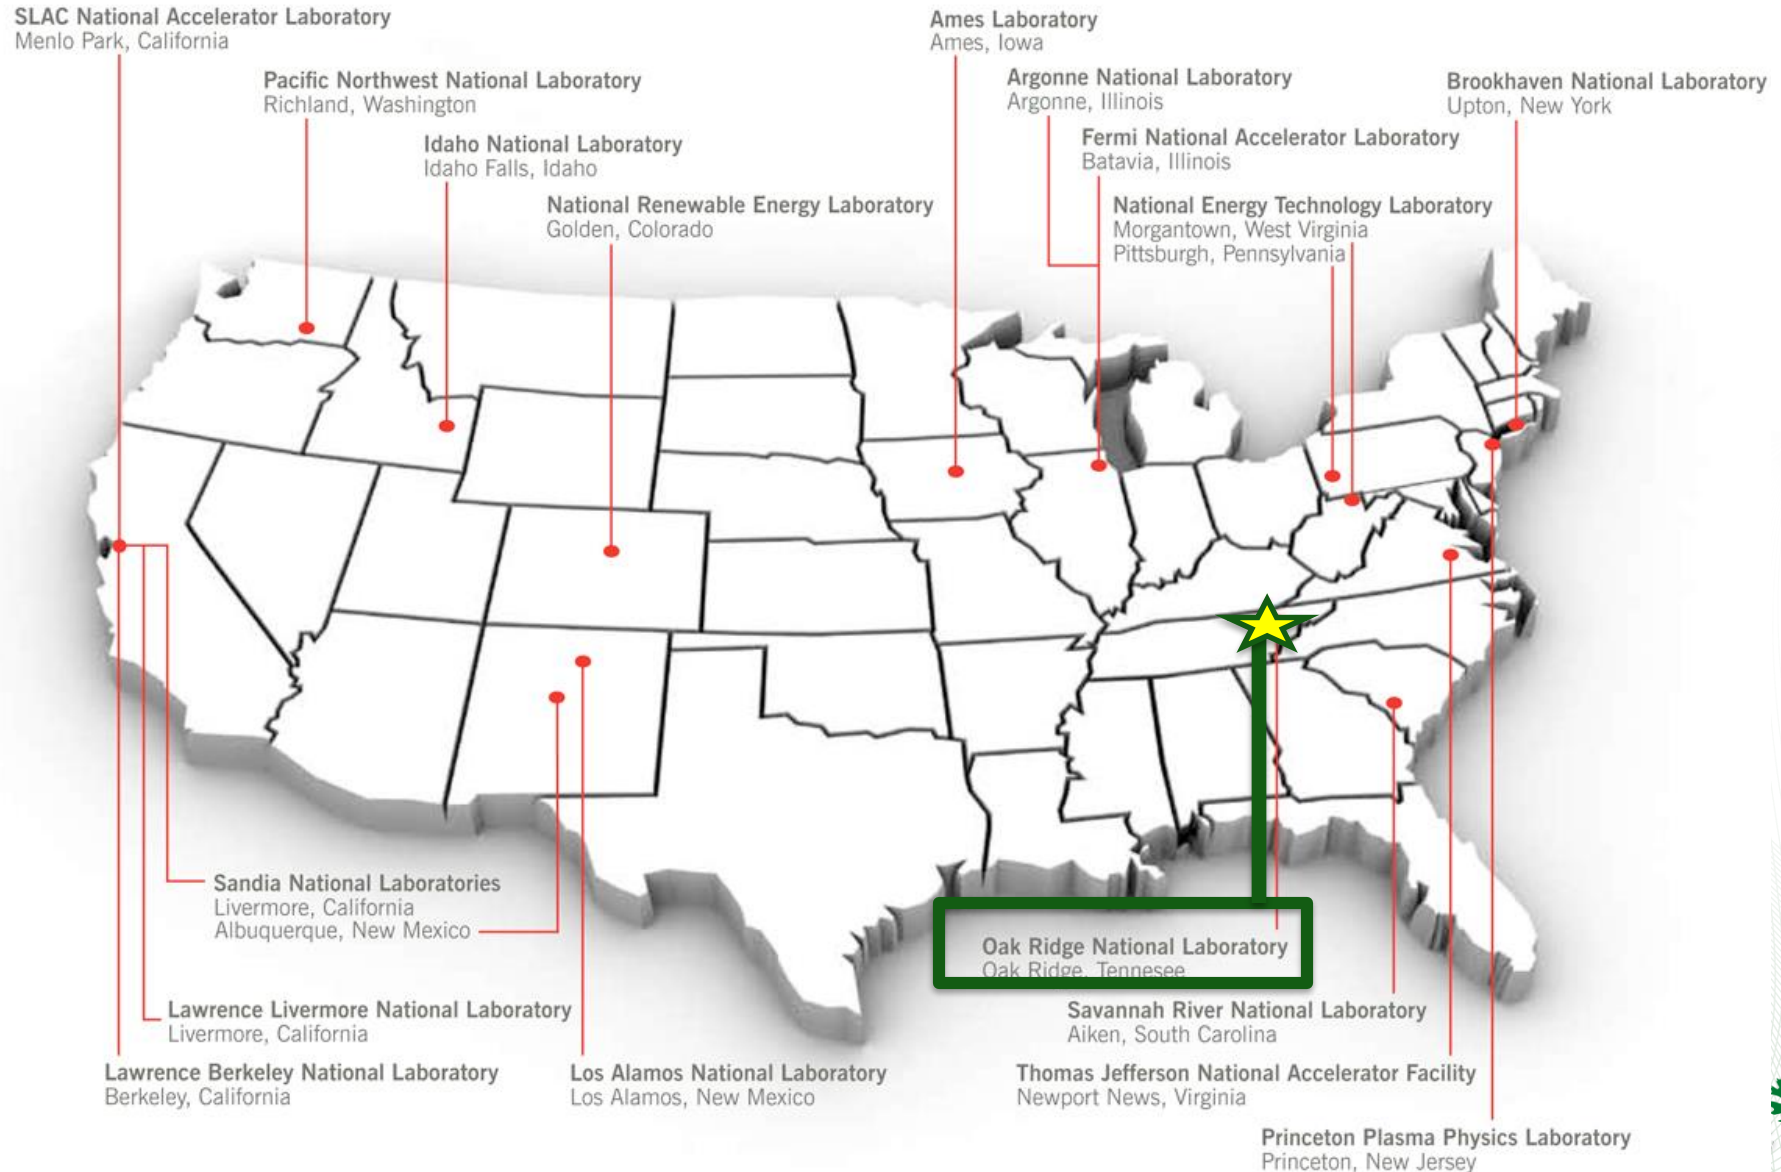 SLAC National Accelerator Laboratory
Menlo Park, California
Ames Laboratory
Ames, Iowa
Pacific Northwest National Laboratory
Richland, Washington
Argonne National Laboratory
Argonne, Illinois
Brookhaven National Laboratory
Upton, New York
Idaho National Laboratory
Idaho Falls, Idaho
Fermi National Accelerator Laboratory
Batavia, Illinois
National Renewable Energy Laboratory
Golden, Colorado
National Energy Technology Laboratory
Morgantown, West Virginia
Pittsburgh, Pennsylvania
Sandia National Laboratories
Livermore, California
Albuquerque, New Mexico
Oak Ridge National Laboratory
Oak Ridge, Tennesee
Lawrence Livermore National Laboratory
Livermore, California
Savannah River National Laboratory
Aiken, South Carolina
Lawrence Berkeley National Laboratory
Berkeley, California
Los Alamos National Laboratory
Los Alamos, New Mexico
Thomas Jefferson National Accelerator Facility
Newport News, Virginia
Princeton Plasma Physics Laboratory
Princeton, New Jersey